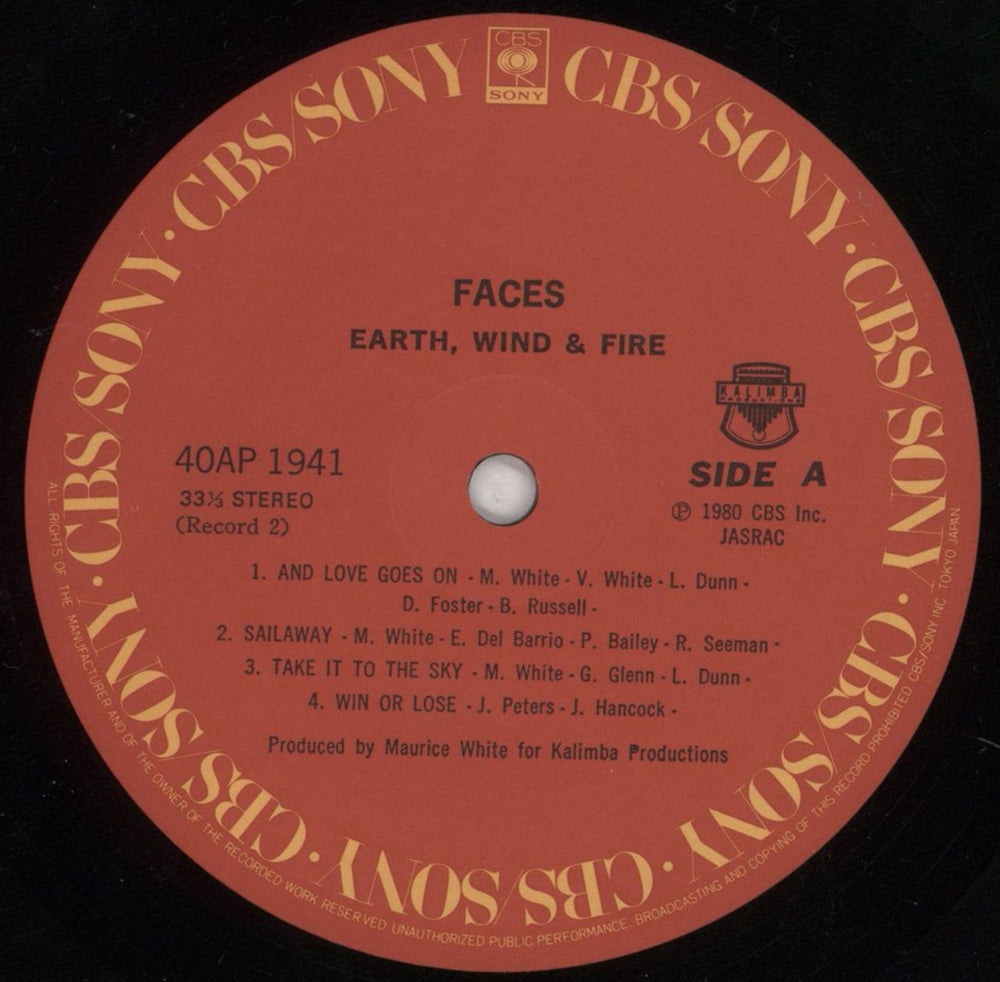 CBS
SONY
CBS/SONY · CBS/SONY · CBS/SONY · CBS/SONY · CBS/SONY · CBS/SONY · CBS/SONY · CBS/SONY
FACES
EARTH, WIND & FIRE
KALIMBA
PRODUCTIONS
40AP 1941
SIDE A
33⅓ STEREO
℗ 1980 CBS Inc.
(Record 2)
JASRAC
1. AND LOVE GOES ON - M. White - V. White - L. Dunn -
D. Foster - B. Russell -
2. SAILAWAY - M. White - E. Del Barrio - P. Bailey - R. Seeman -
3. TAKE IT TO THE SKY - M. White - G. Glenn - L. Dunn -
4. WIN OR LOSE - J. Peters - J. Hancock -
Produced by Maurice White for Kalimba Productions
ALL RIGHTS OF THE MANUFACTURER AND OF THE OWNER OF THE RECORDED WORK RESERVED. UNAUTHORIZED PUBLIC PERFORMANCE. BROADCASTING AND COPYING OF THIS RECORD PROHIBITED CBS/SONY INC. TOKYO JAPAN